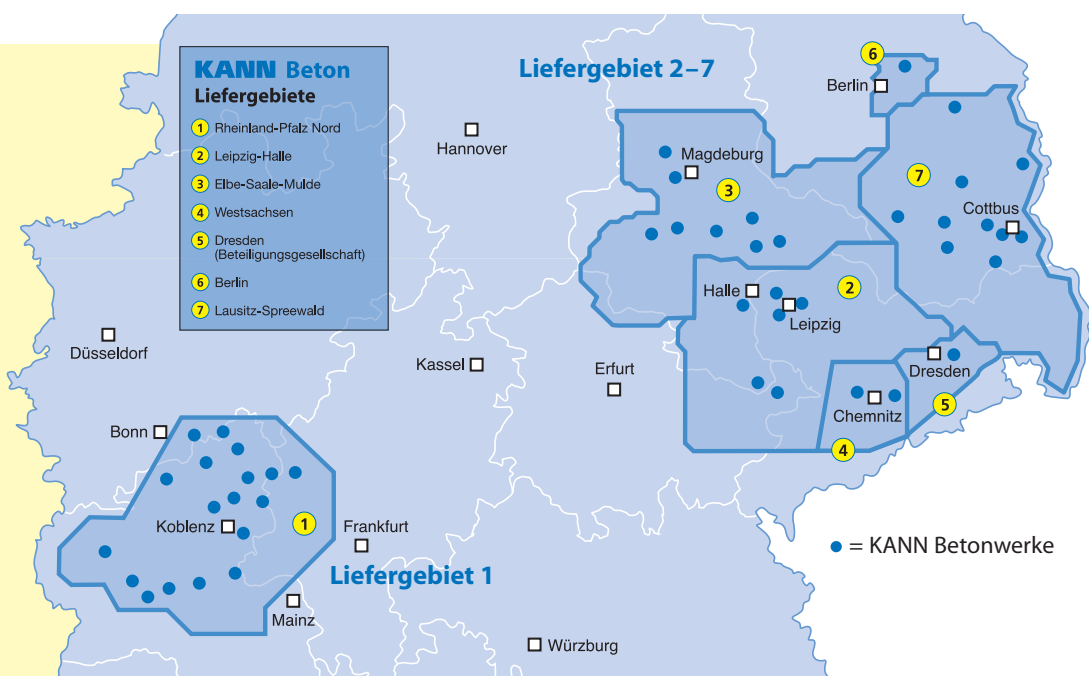 KANN Beton
Liefergebiete
1 Rheinland-Pfalz Nord
2 Leipzig-Halle
3 Elbe-Saale-Mulde
4 Westsachsen
5 Dresden
(Beteiligungsgesellschaft)
6 Berlin
7 Lausitz-Spreewald
Liefergebiet 2–7
6
Berlin
Hannover
Magdeburg
3
7
Cottbus
Halle
2
Leipzig
Düsseldorf
Kassel
Erfurt
Dresden
Chemnitz
5
4
Bonn
Koblenz
1
Frankfurt
Liefergebiet 1
Mainz
Würzburg
= KANN Betonwerke